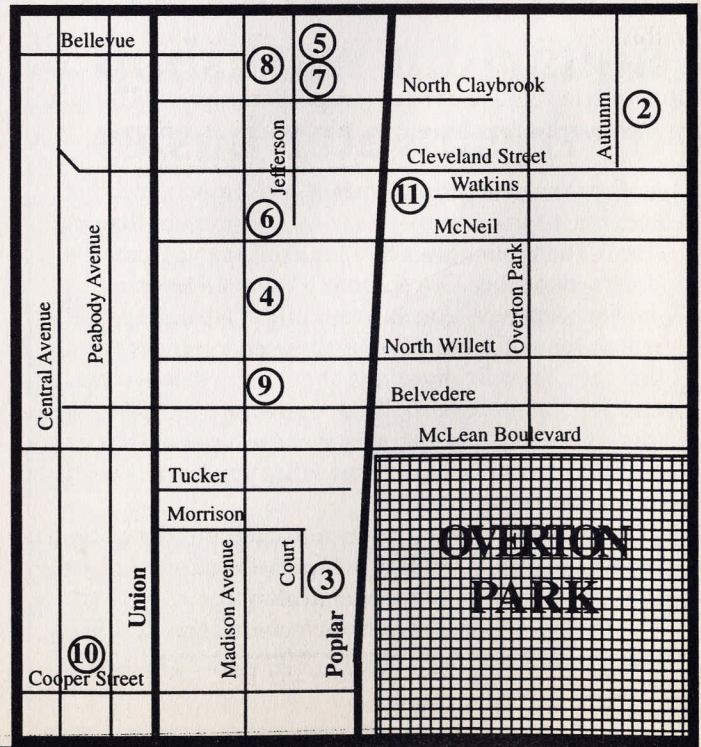 Bellevue
5
8
7
North Claybrook
2
Autunm
Jefferson
Cleveland Street
11
Watkins
6
McNeil
Peabody Avenue
Overton Park
4
Central Avenue
North Willett
9
Belvedere
McLean Boulevard
Tucker
Morrison
OVERTON
PARK
Union
Madison Avenue
Court
3
Poplar
10
Cooper Street